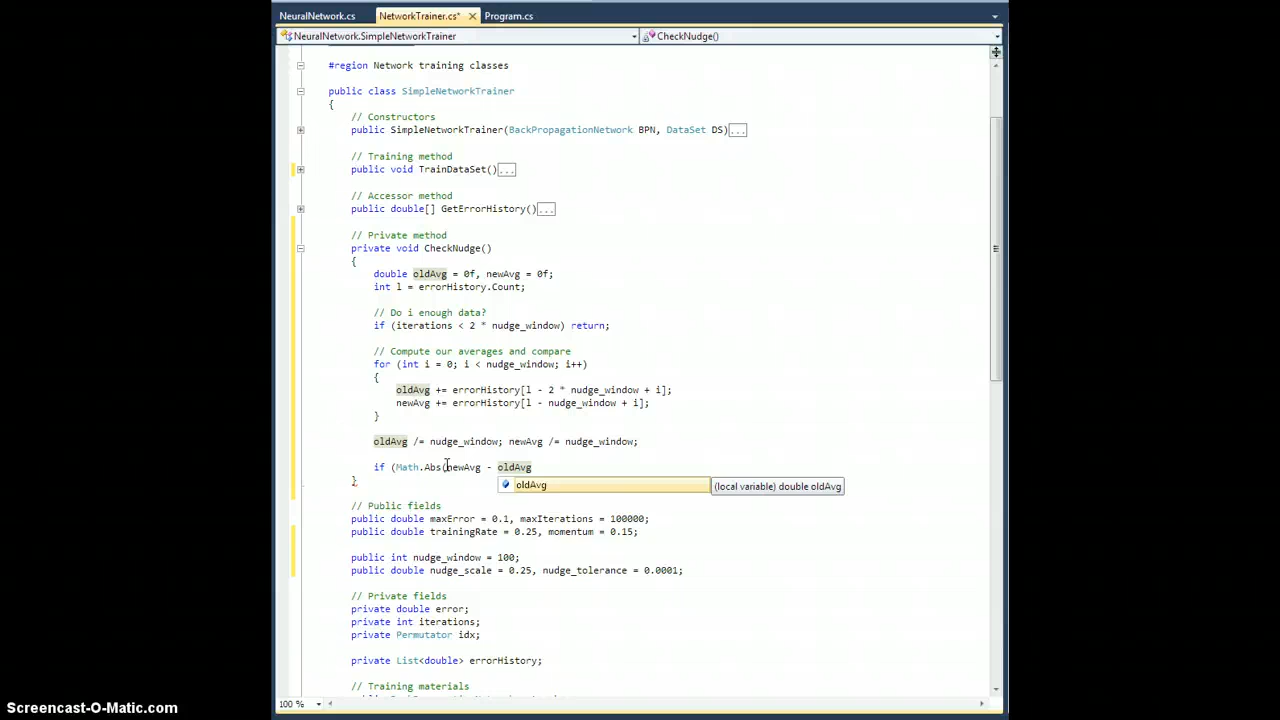 NeuralNetwork.cs NetworkTrainer.cs* Program.cs
NeuralNetwork.SimpleNetworkTrainer CheckNudge()
#region Network training classes
public class SimpleNetworkTrainer
{
// Constructors
public SimpleNetworkTrainer(BackPropagationNetwork BPN, DataSet DS)...
// Training method
public void TrainDataSet()...
// Accessor method
public double[] GetErrorHistory()...
// Private method
private void CheckNudge()
{
double oldAvg = 0f, newAvg = 0f;
int l = errorHistory.Count;
// Do i enough data?
if (iterations < 2 * nudge_window) return;
// Compute our averages and compare
for (int i = 0; i < nudge_window; i++)
{
oldAvg += errorHistory[l - 2 * nudge_window + i];
newAvg += errorHistory[l - nudge_window + i];
}
oldAvg /= nudge_window; newAvg /= nudge_window;
if (Math.Abs(newAvg - oldAvg
}
oldAvg (local variable) double oldAvg
// Public fields
public double maxError = 0.1, maxIterations = 100000;
public double trainingRate = 0.25, momentum = 0.15;
public int nudge_window = 100;
public double nudge_scale = 0.25, nudge_tolerance = 0.0001;
// Private fields
private double error;
private int iterations;
private Permutator idx;
private List<double> errorHistory;
// Training materials
100 %
Screencast-O-Matic.com